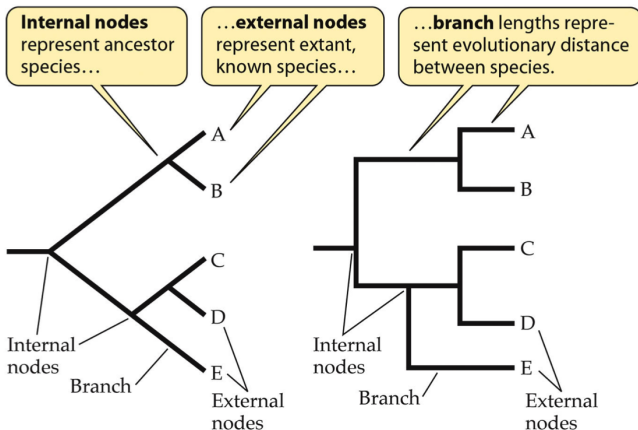 Internal nodes
represent ancestor
species…
…external nodes
represent extant,
known species…
…branch lengths repre-
sent evolutionary distance
between species.
A
B
C
D
E
Internal
nodes
Branch
External
nodes
A
B
C
D
E
Internal
nodes
Branch
External
nodes